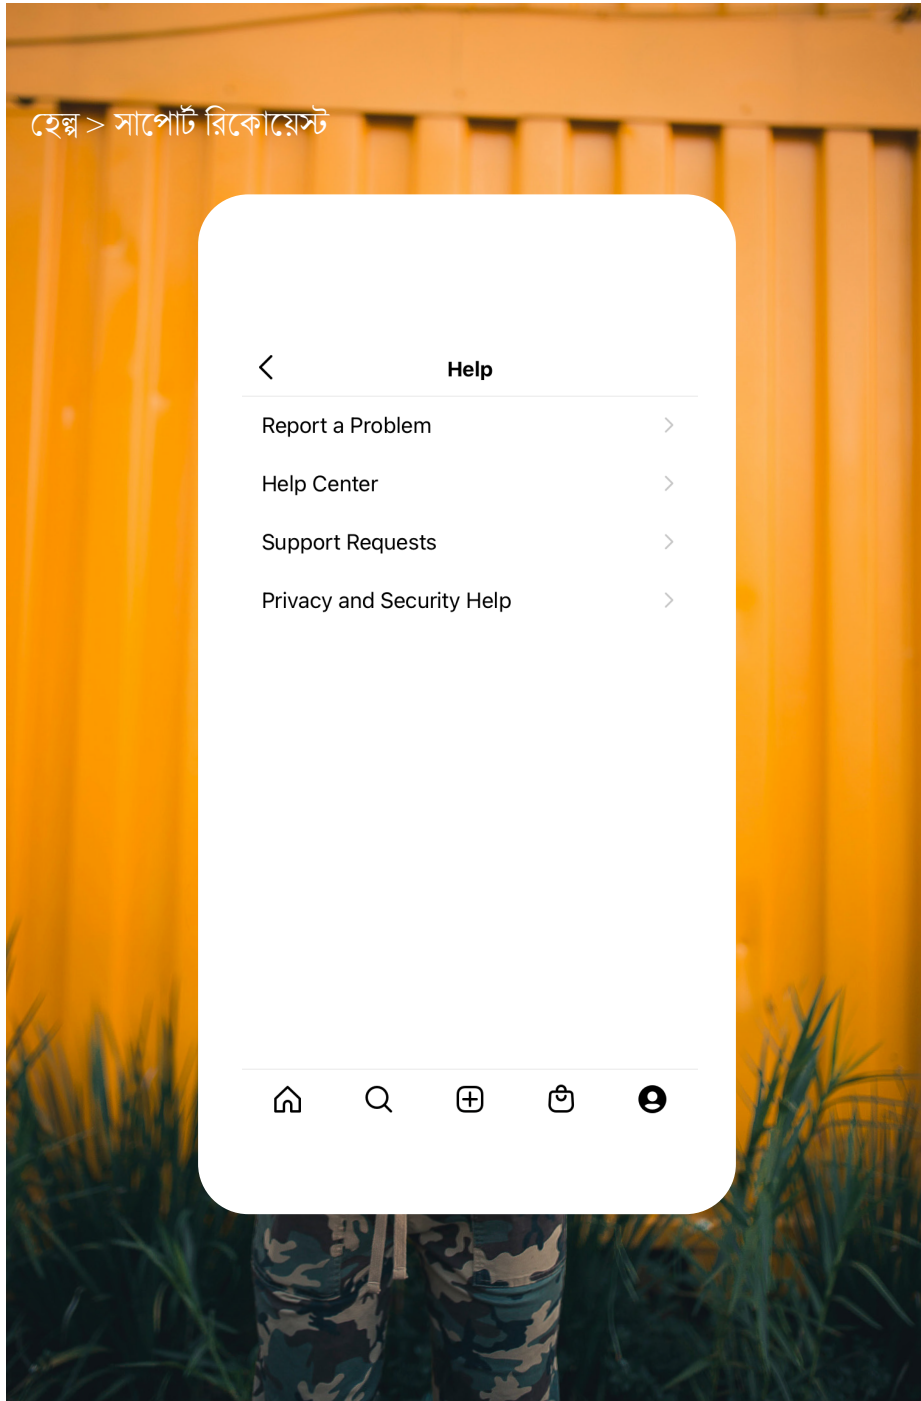 হেল্প > সাপোর্ট রিকোয়েস্ট
Help
Report a Problem
Help Center
Support Requests
Privacy and Security Help